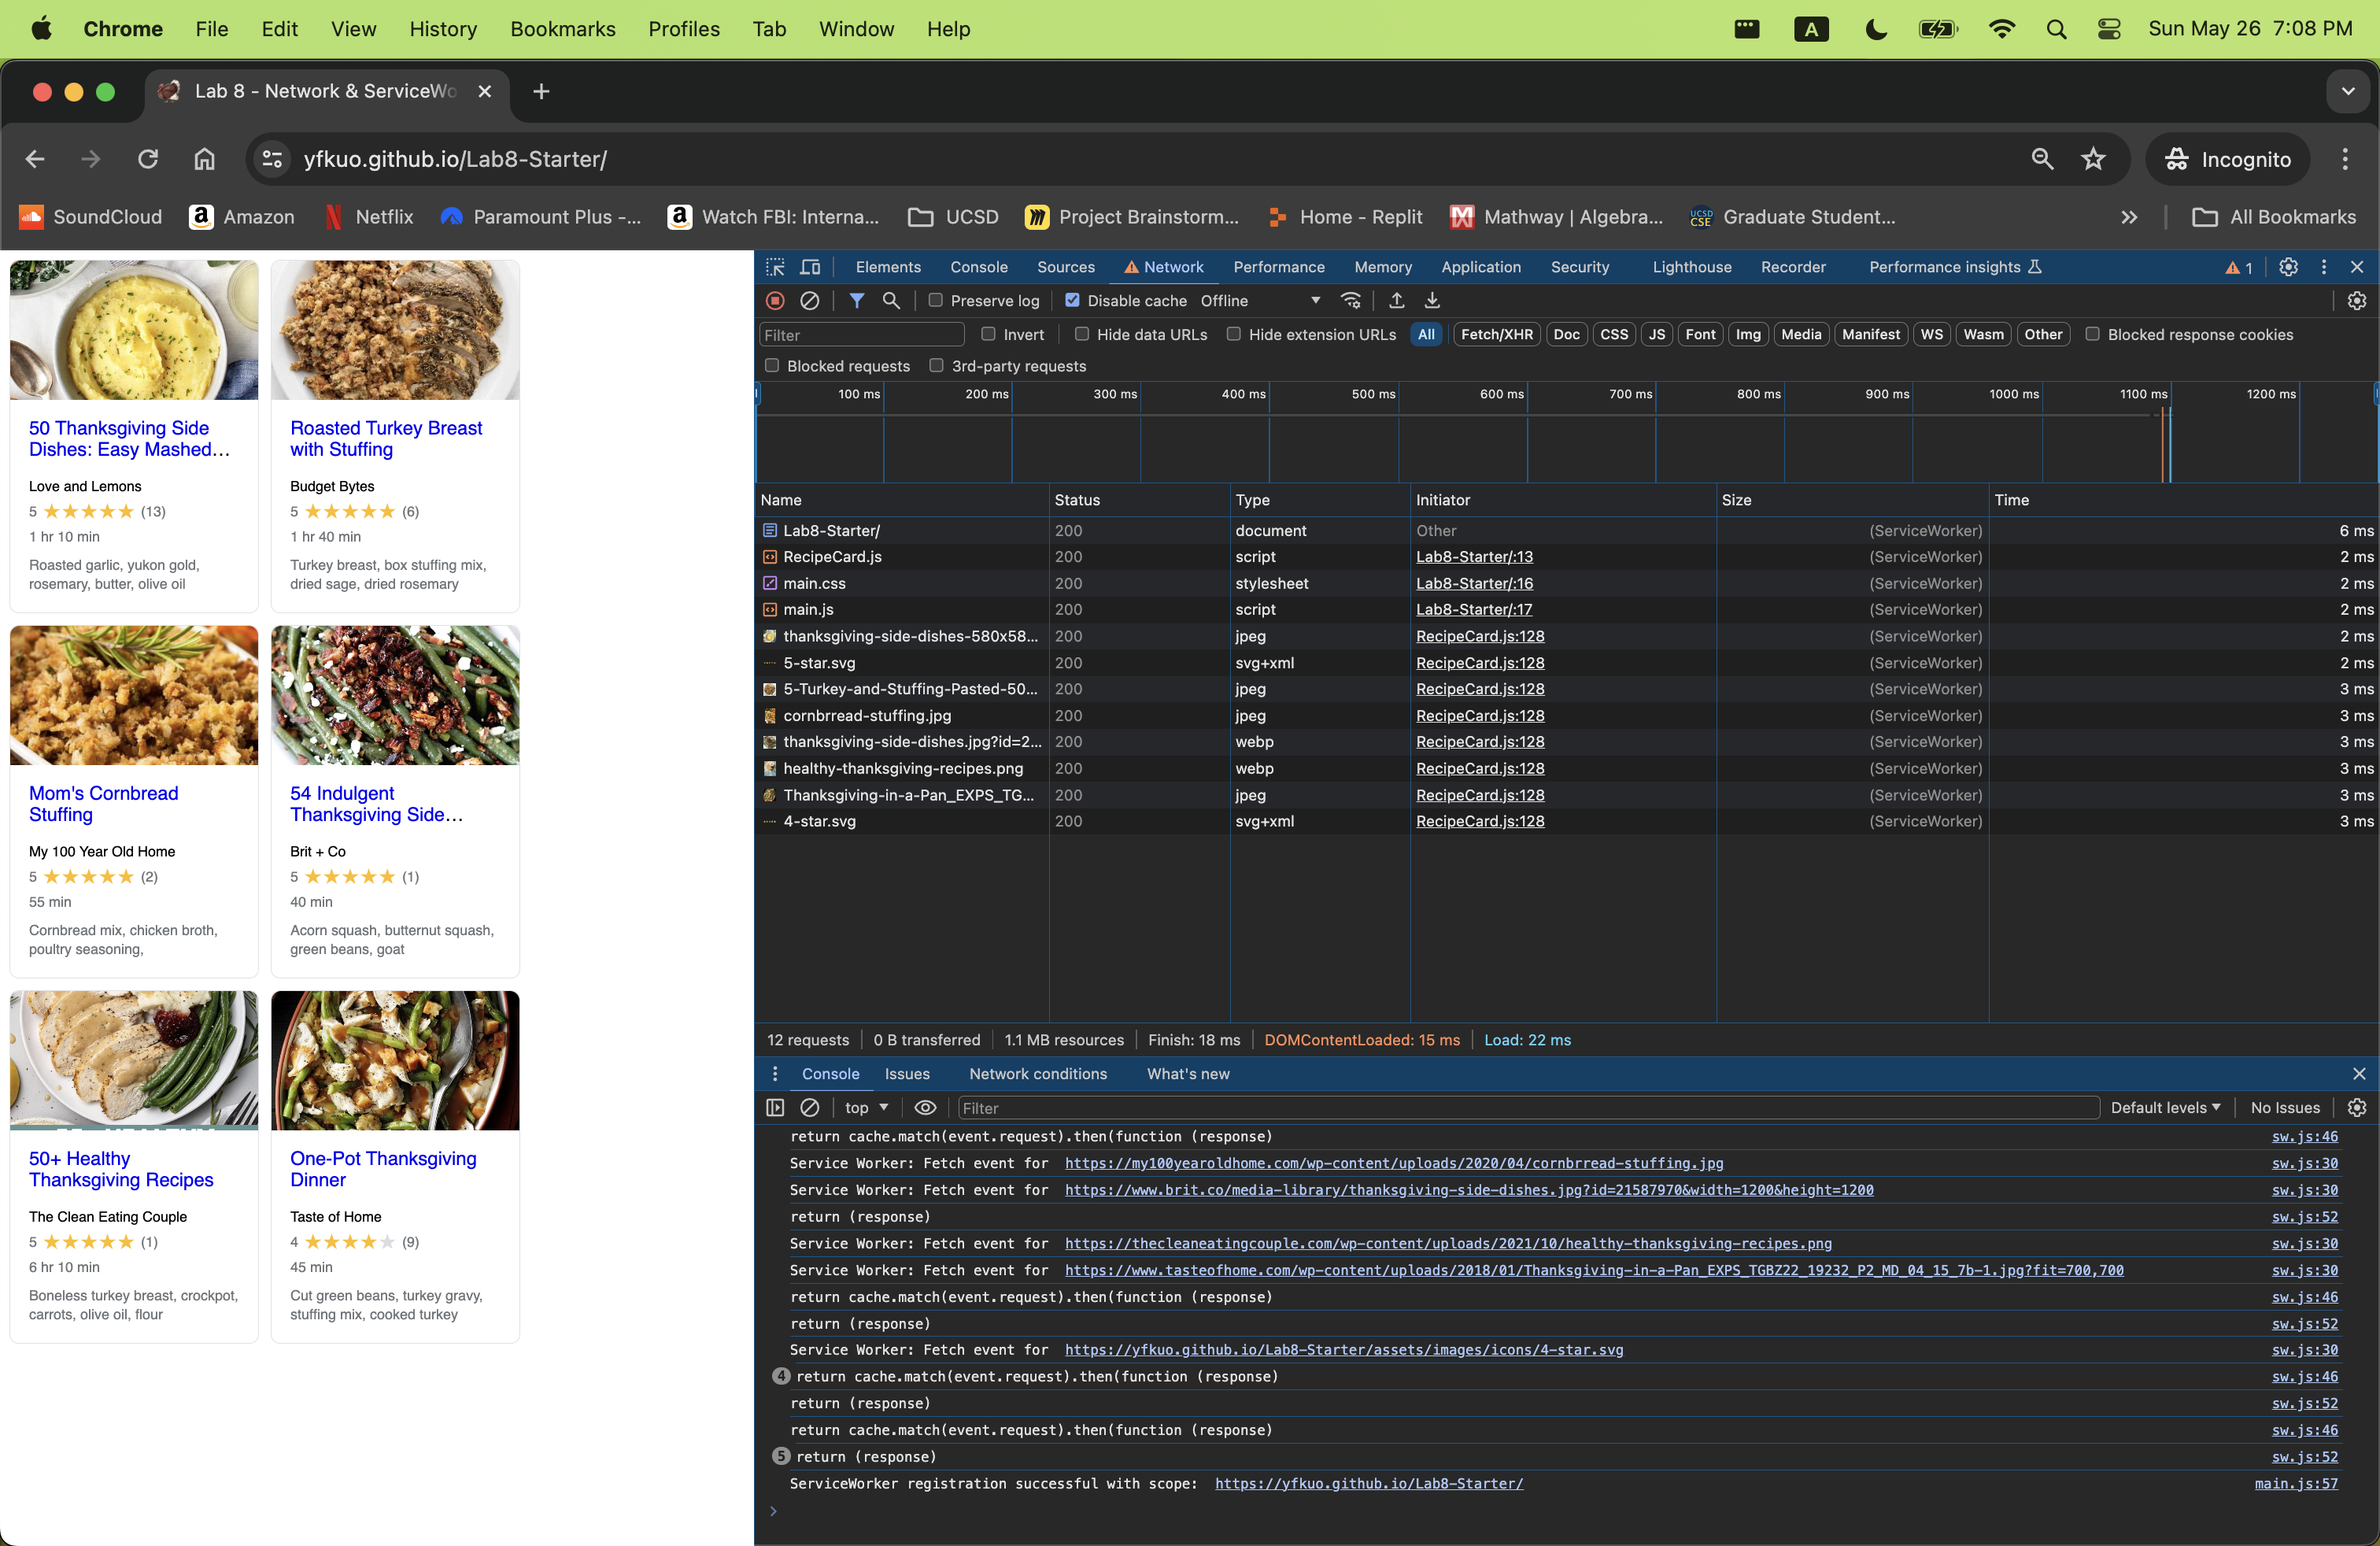 Chrome File Edit View History Bookmarks Profiles Tab Window Help A Sun May 26 7:08 PM
Lab 8 - Network & ServiceWo
yfkuo.github.io/Lab8-Starter/ Incognito
SoundCloud Amazon Netflix Paramount Plus -... Watch FBI: Interna... UCSD Project Brainstorm... Home - Replit Mathway | Algebra... UCSD CSE Graduate Student... All Bookmarks
50 Thanksgiving Side
Dishes: Easy Mashed...
Love and Lemons
5 (13)
1 hr 10 min
Roasted garlic, yukon gold,
rosemary, butter, olive oil
Roasted Turkey Breast
with Stuffing
Budget Bytes
5 (6)
1 hr 40 min
Turkey breast, box stuffing mix,
dried sage, dried rosemary
Mom's Cornbread
Stuffing
My 100 Year Old Home
5 (2)
55 min
Cornbread mix, chicken broth,
poultry seasoning,
54 Indulgent
Thanksgiving Side...
Brit + Co
5 (1)
40 min
Acorn squash, butternut squash,
green beans, goat
50+ Healthy
Thanksgiving Recipes
The Clean Eating Couple
5 (1)
6 hr 10 min
Boneless turkey breast, crockpot,
carrots, olive oil, flour
One-Pot Thanksgiving
Dinner
Taste of Home
4 (9)
45 min
Cut green beans, turkey gravy,
stuffing mix, cooked turkey
Elements Console Sources Network Performance Memory Application Security Lighthouse Recorder Performance insights 1
Preserve log Disable cache Offline
Filter Invert Hide data URLs Hide extension URLs All Fetch/XHR Doc CSS JS Font Img Media Manifest WS Wasm Other Blocked response cookies
Blocked requests 3rd-party requests
100 ms 200 ms 300 ms 400 ms 500 ms 600 ms 700 ms 800 ms 900 ms 1000 ms 1100 ms 1200 ms
Name Status Type Initiator Size Time
Lab8-Starter/ 200 document Other (ServiceWorker) 6 ms
RecipeCard.js 200 script Lab8-Starter/:13 (ServiceWorker) 2 ms
main.css 200 stylesheet Lab8-Starter/:16 (ServiceWorker) 2 ms
main.js 200 script Lab8-Starter/:17 (ServiceWorker) 2 ms
thanksgiving-side-dishes-580x58... 200 jpeg RecipeCard.js:128 (ServiceWorker) 2 ms
5-star.svg 200 svg+xml RecipeCard.js:128 (ServiceWorker) 2 ms
5-Turkey-and-Stuffing-Pasted-50... 200 jpeg RecipeCard.js:128 (ServiceWorker) 3 ms
cornbrread-stuffing.jpg 200 jpeg RecipeCard.js:128 (ServiceWorker) 3 ms
thanksgiving-side-dishes.jpg?id=2... 200 webp RecipeCard.js:128 (ServiceWorker) 3 ms
healthy-thanksgiving-recipes.png 200 webp RecipeCard.js:128 (ServiceWorker) 3 ms
Thanksgiving-in-a-Pan_EXPS_TG... 200 jpeg RecipeCard.js:128 (ServiceWorker) 3 ms
4-star.svg 200 svg+xml RecipeCard.js:128 (ServiceWorker) 3 ms
12 requests 0 B transferred 1.1 MB resources Finish: 18 ms DOMContentLoaded: 15 ms Load: 22 ms
Console Issues Network conditions What's new
top Filter Default levels No Issues
return cache.match(event.request).then(function (response) sw.js:46
Service Worker: Fetch event for https://my100yearoldhome.com/wp-content/uploads/2020/04/cornbrread-stuffing.jpg sw.js:30
Service Worker: Fetch event for https://www.brit.co/media-library/thanksgiving-side-dishes.jpg?id=21587970&width=1200&height=1200 sw.js:30
return (response) sw.js:52
Service Worker: Fetch event for https://thecleaneatingcouple.com/wp-content/uploads/2021/10/healthy-thanksgiving-recipes.png sw.js:30
Service Worker: Fetch event for https://www.tasteofhome.com/wp-content/uploads/2018/01/Thanksgiving-in-a-Pan_EXPS_TGBZ22_19232_P2_MD_04_15_7b-1.jpg?fit=700,700 sw.js:30
return cache.match(event.request).then(function (response) sw.js:46
return (response) sw.js:52
Service Worker: Fetch event for https://yfkuo.github.io/Lab8-Starter/assets/images/icons/4-star.svg sw.js:30
4 return cache.match(event.request).then(function (response) sw.js:46
return (response) sw.js:52
return cache.match(event.request).then(function (response) sw.js:46
5 return (response) sw.js:52
ServiceWorker registration successful with scope: https://yfkuo.github.io/Lab8-Starter/ main.js:57